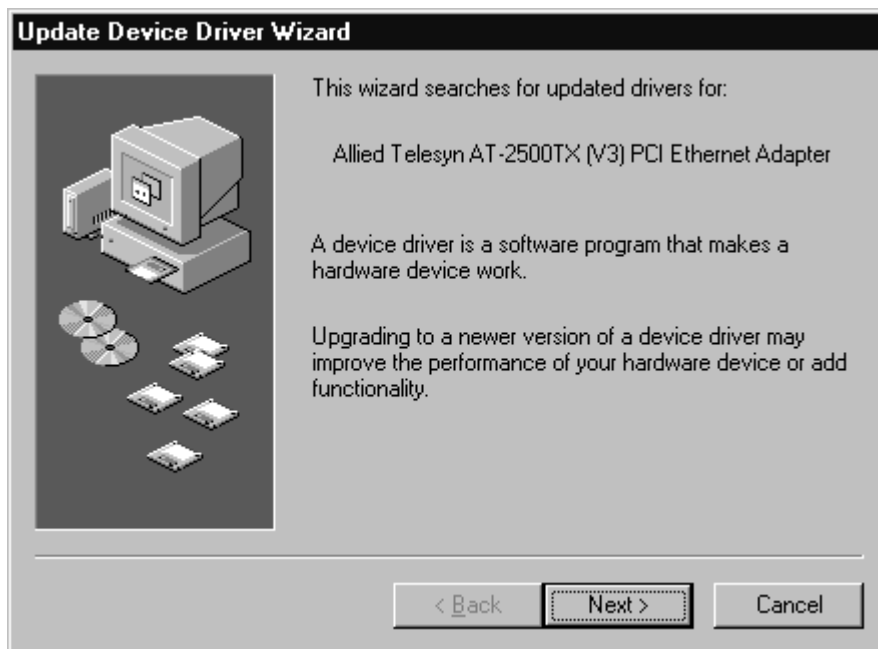 Update Device Driver Wizard
This wizard searches for updated drivers for:
Allied Telesyn AT-2500TX (V3) PCI Ethernet Adapter
A device driver is a software program that makes a
hardware device work.
Upgrading to a newer version of a device driver may
improve the performance of your hardware device or add
functionality.
< Back
Next >
Cancel